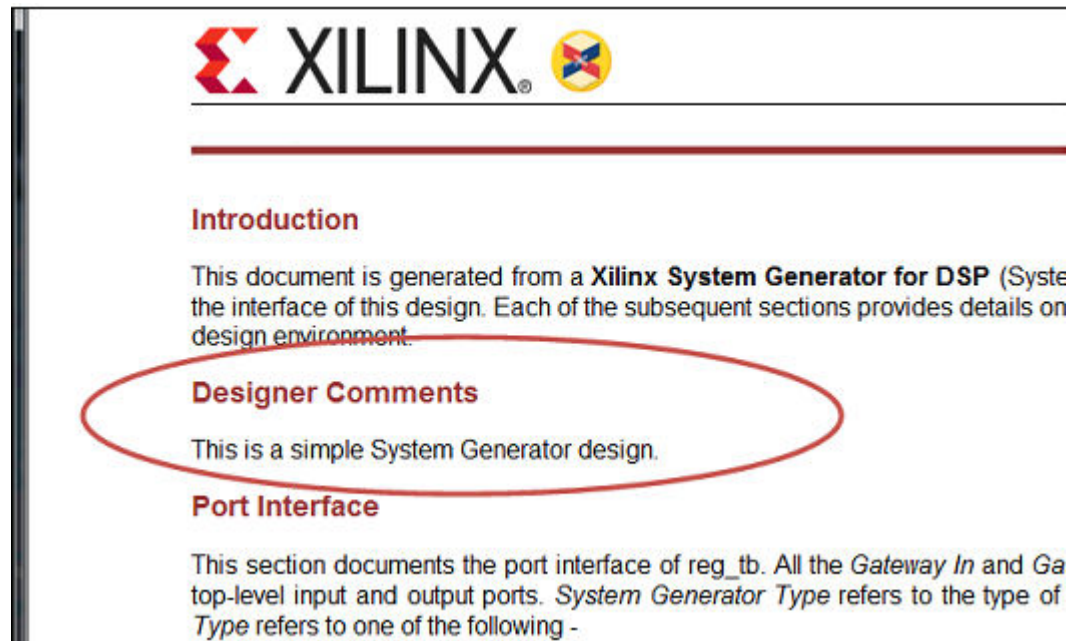 XILINX®
Introduction
This document is generated from a Xilinx System Generator for DSP (Syste
the interface of this design. Each of the subsequent sections provides details on
design environment.
Designer Comments
This is a simple System Generator design.
Port Interface
This section documents the port interface of reg_tb. All the Gateway In and Ga
top-level input and output ports. System Generator Type refers to the type of
Type refers to one of the following -